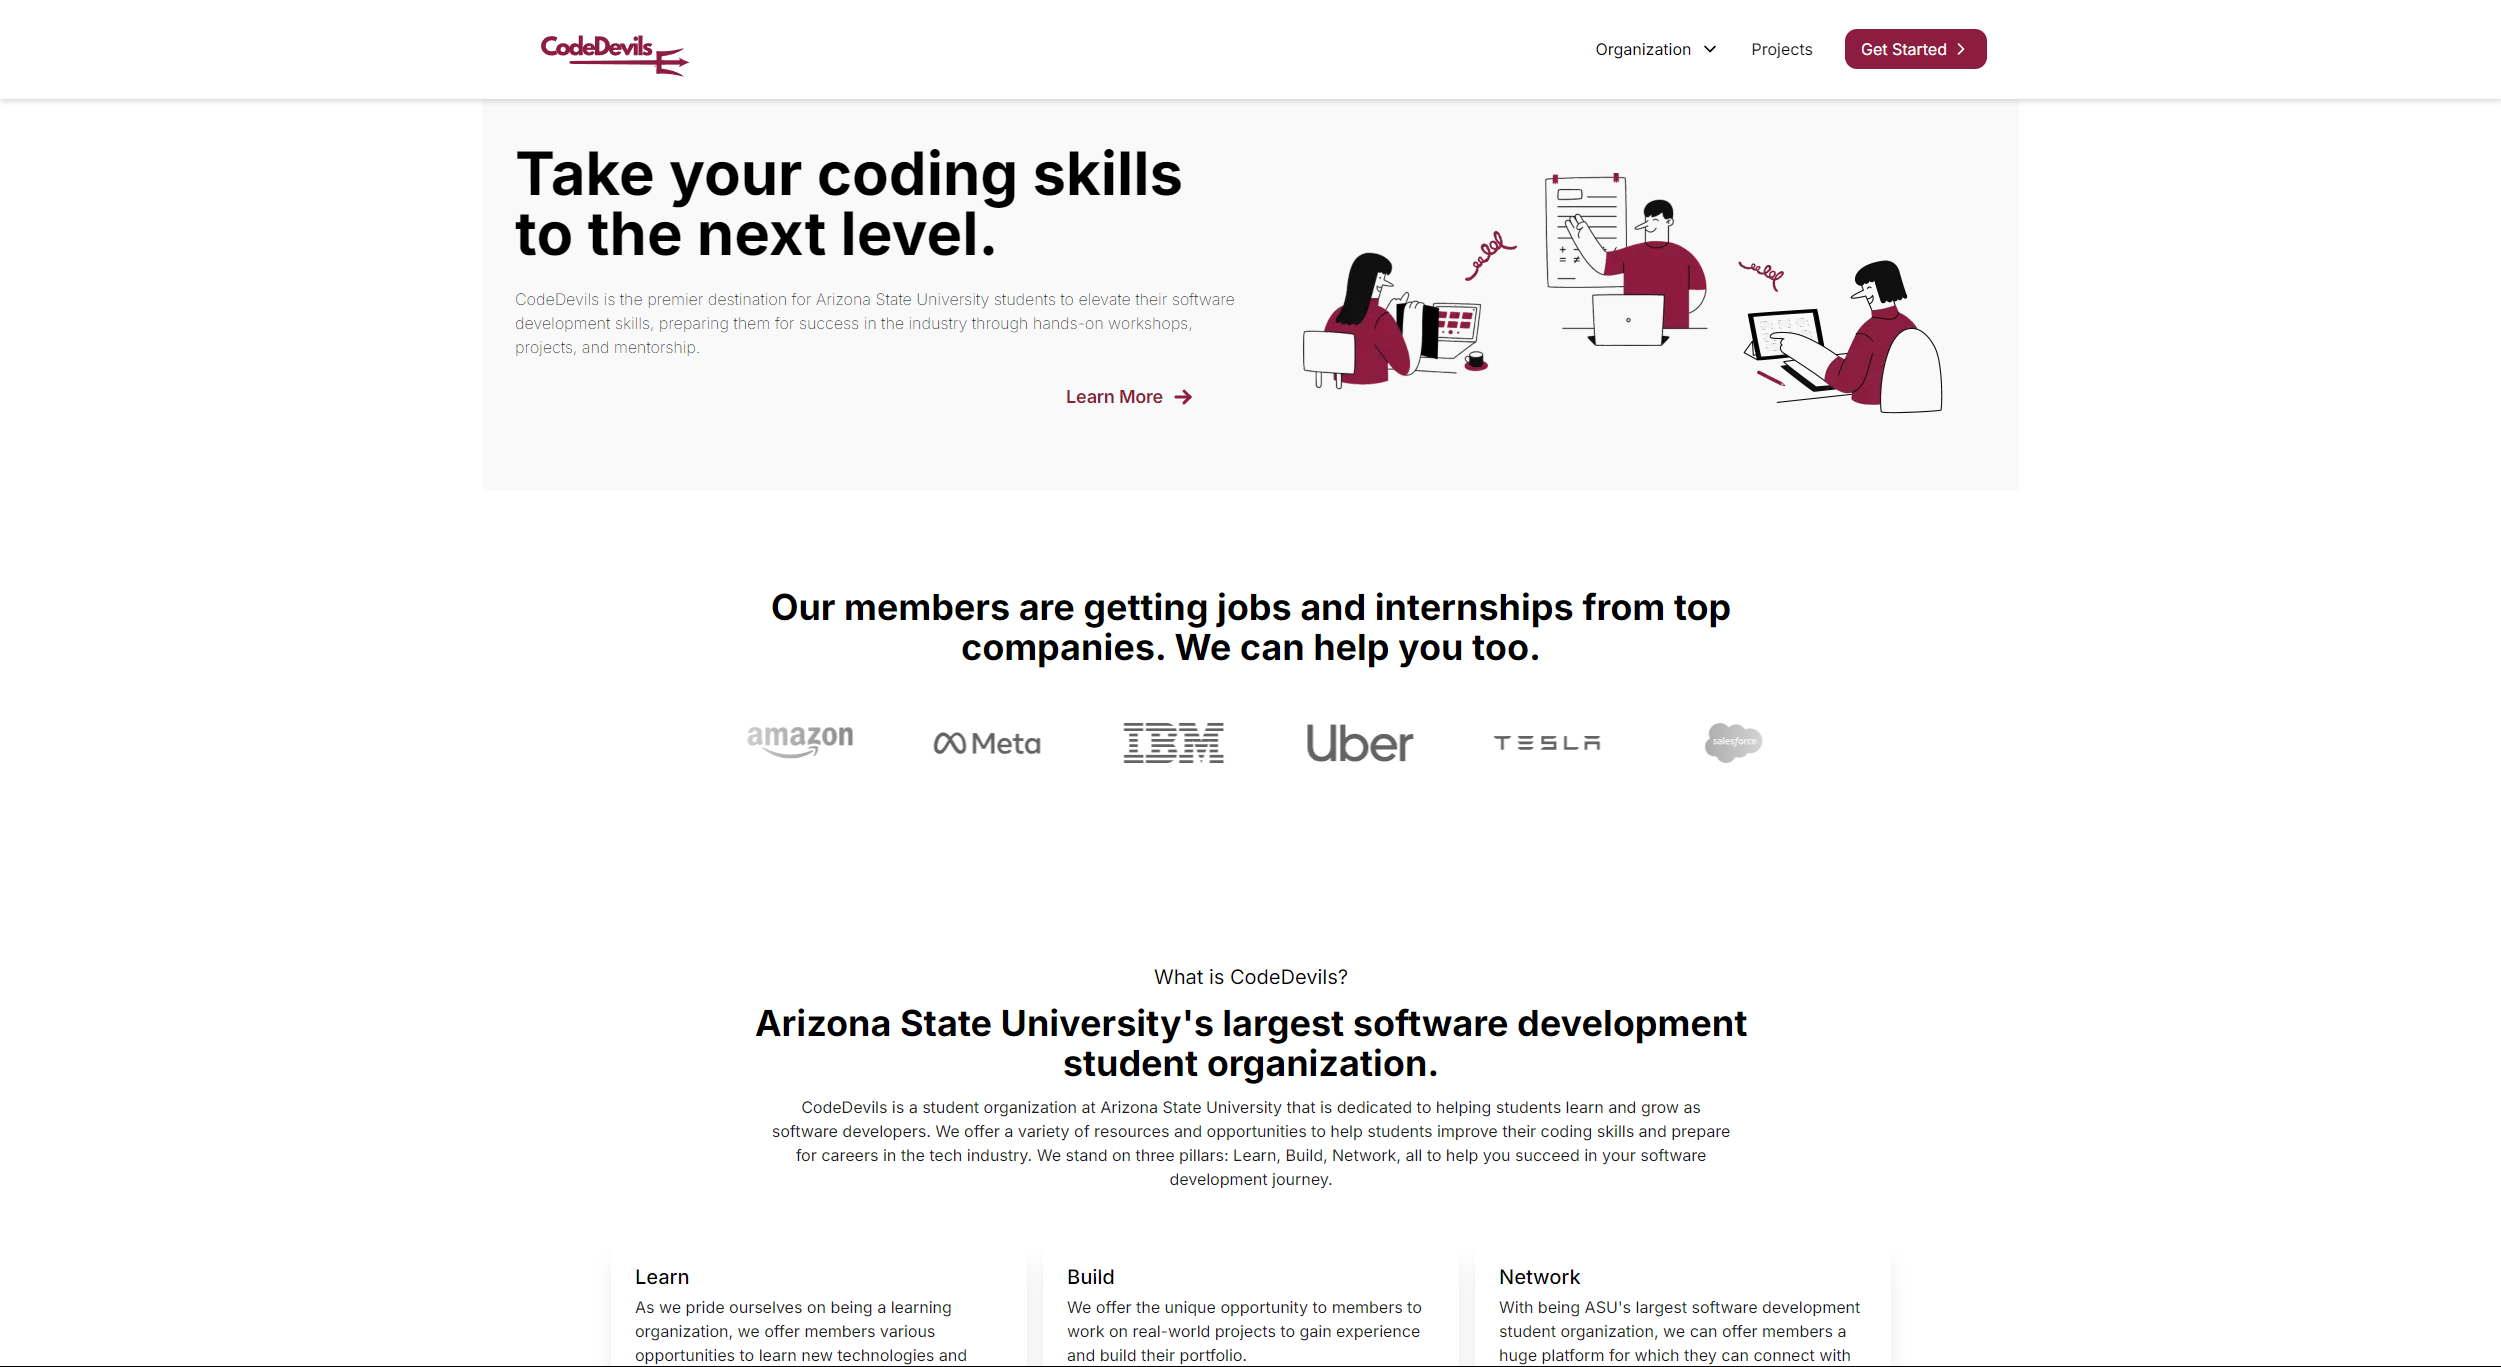 CodeDevils
Organization
Projects
Get Started
Take your coding skills
to the next level.
CodeDevils is the premier destination for Arizona State University students to elevate their software
development skills, preparing them for success in the industry through hands-on workshops,
projects, and mentorship.
Learn More
Our members are getting jobs and internships from top
companies. We can help you too.
amazon
Meta
IBM
Uber
TESLA
salesforce
What is CodeDevils?
Arizona State University's largest software development
student organization.
CodeDevils is a student organization at Arizona State University that is dedicated to helping students learn and grow as
software developers. We offer a variety of resources and opportunities to help students improve their coding skills and prepare
for careers in the tech industry. We stand on three pillars: Learn, Build, Network, all to help you succeed in your software
development journey.
Learn
As we pride ourselves on being a learning
organization, we offer members various
opportunities to learn new technologies and
Build
We offer the unique opportunity to members to
work on real-world projects to gain experience
and build their portfolio.
Network
With being ASU's largest software development
student organization, we can offer members a
huge platform for which they can connect with